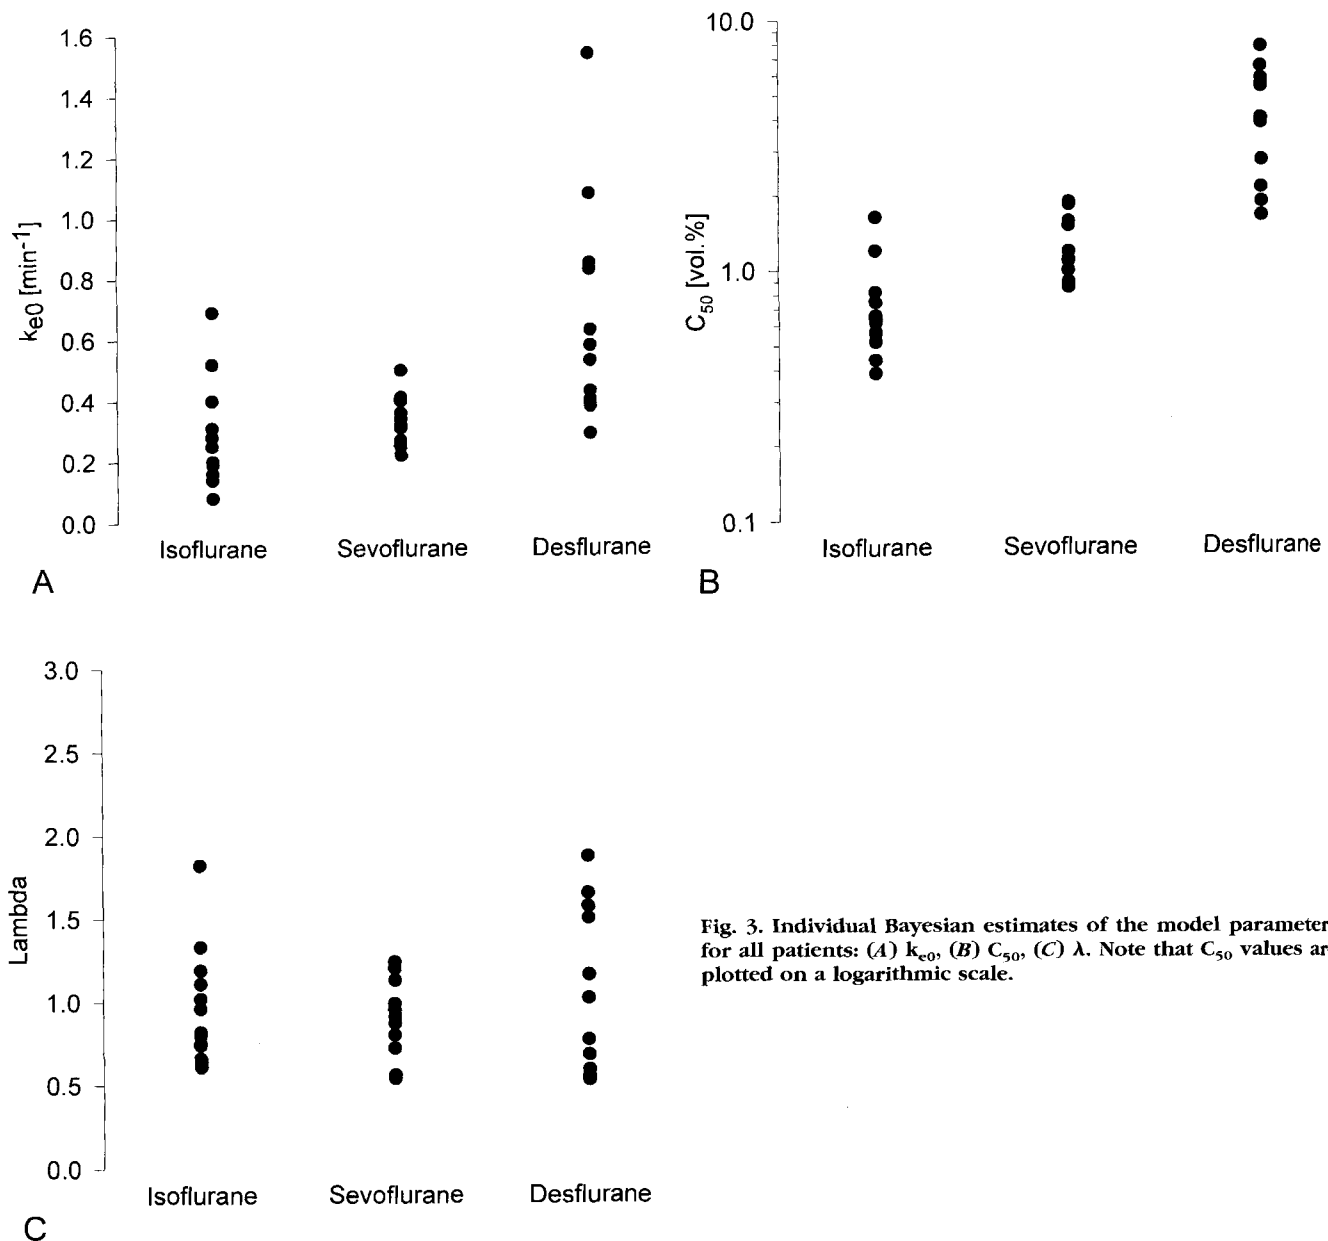 1.6
1.4
1.2
1.0
0.8
0.6
0.4
0.2
0.0
ke0 [min-1]
Isoflurane Sevoflurane Desflurane
A
10.0
1.0
0.1
C50 [vol.%]
Isoflurane Sevoflurane Desflurane
B
3.0
2.5
2.0
1.5
1.0
0.5
0.0
Lambda
Isoflurane Sevoflurane Desflurane
C
Fig. 3. Individual Bayesian estimates of the model parameter
for all patients: (A) ke0, (B) C50, (C) λ. Note that C50 values ar
plotted on a logarithmic scale.